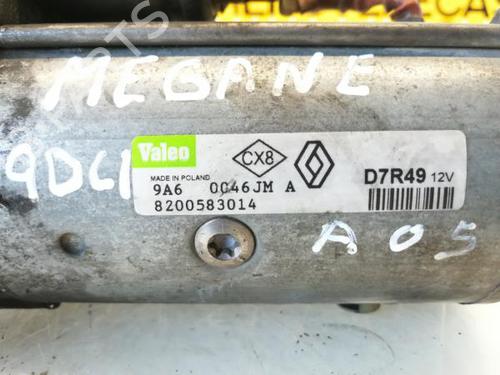 MEGANE
9DCI
Valeo
CX8
MADE IN POLAND
9A6 0046JM A
8200583014
D7R49 12V
A05